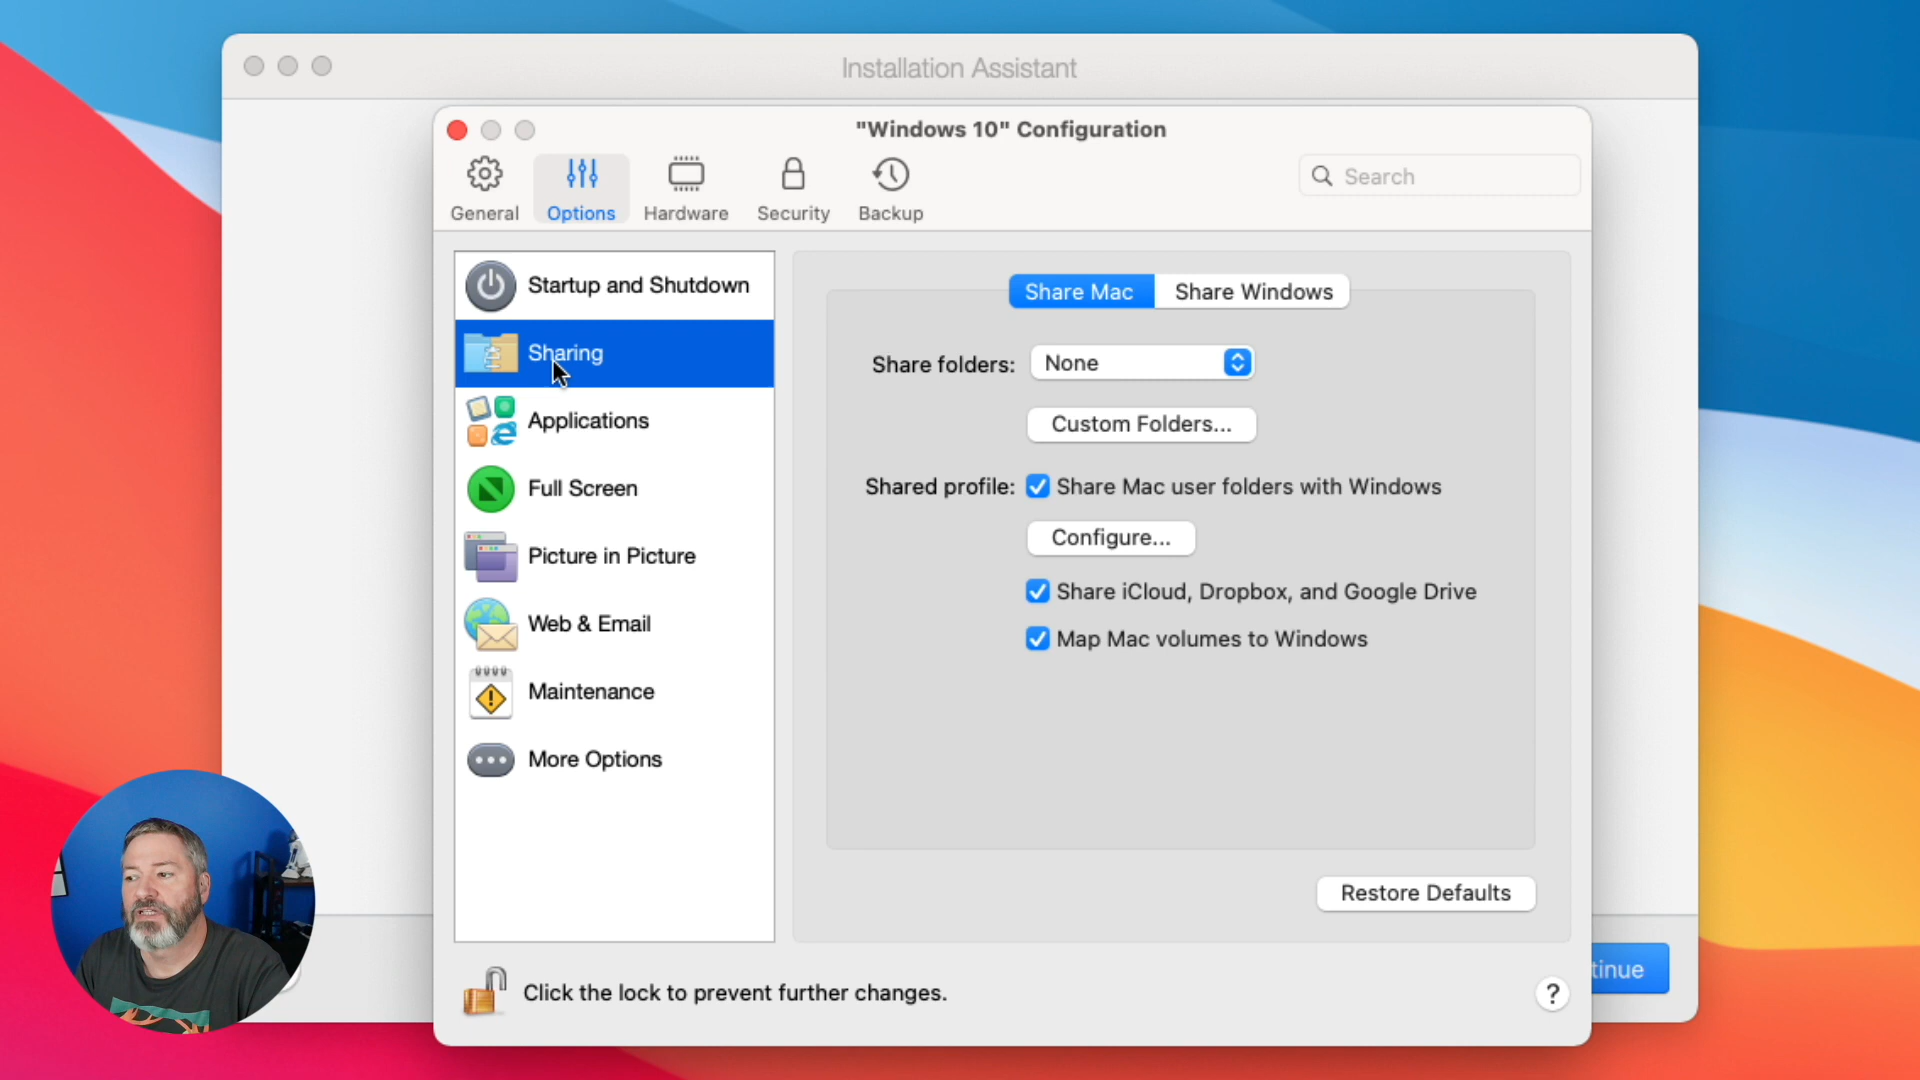 Installation Assistant
"Windows 10" Configuration
General
Options
Hardware
Security
Backup
Search
Startup and Shutdown
Sharing
Applications
Full Screen
Picture in Picture
Web & Email
Maintenance
More Options
Share Mac
Share Windows
Share folders:
None
Custom Folders...
Shared profile:
Share Mac user folders with Windows
Configure...
Share iCloud, Dropbox, and Google Drive
Map Mac volumes to Windows
Restore Defaults
Click the lock to prevent further changes.
?
tinue